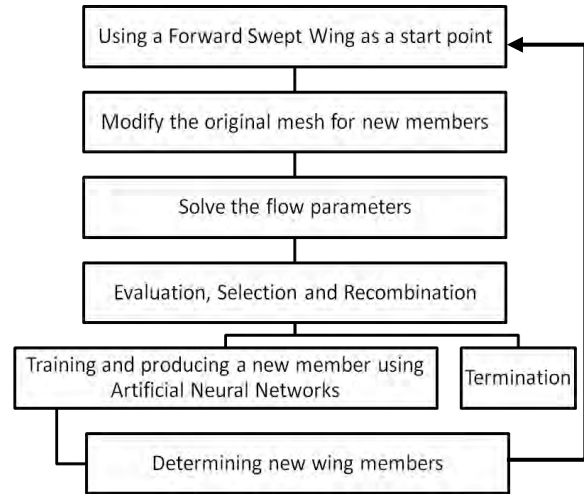 Using a Forward Swept Wing as a start point
Modify the original mesh for new members
Solve the flow parameters
Evaluation, Selection and Recombination
Training and producing a new member using
Artificial Neural Networks
Termination
Determining new wing members